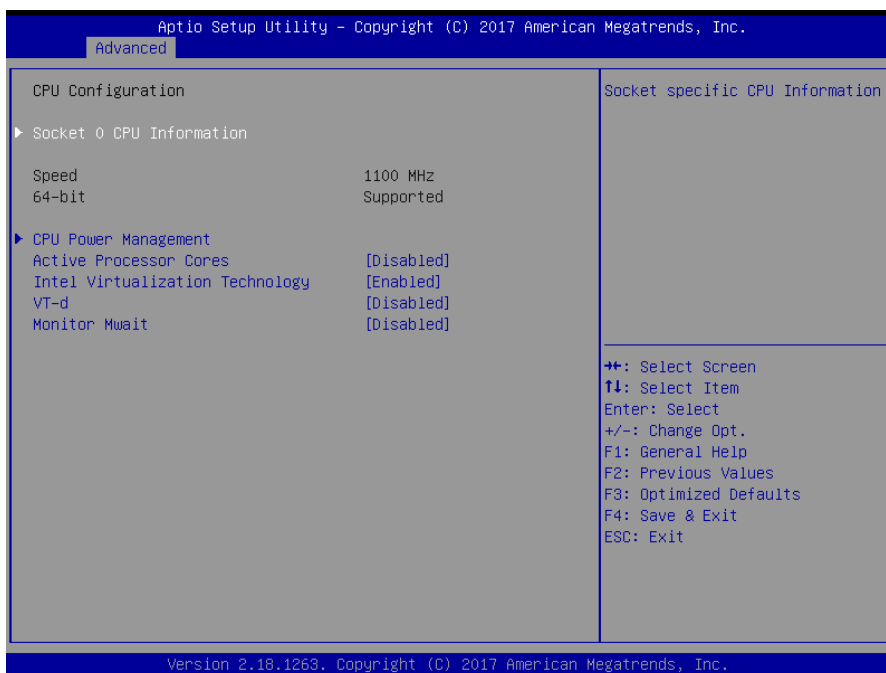 Aptio Setup Utility – Copyright (C) 2017 American Megatrends, Inc.
Advanced
CPU Configuration
Socket 0 CPU Information
Speed 1100 MHz
64-bit Supported
CPU Power Management
Active Processor Cores [Disabled]
Intel Virtualization Technology [Enabled]
VT-d [Disabled]
Monitor Mwait [Disabled]
Socket specific CPU Information
→←: Select Screen
↑↓: Select Item
Enter: Select
+/-: Change Opt.
F1: General Help
F2: Previous Values
F3: Optimized Defaults
F4: Save & Exit
ESC: Exit
Version 2.18.1263. Copyright (C) 2017 American Megatrends, Inc.